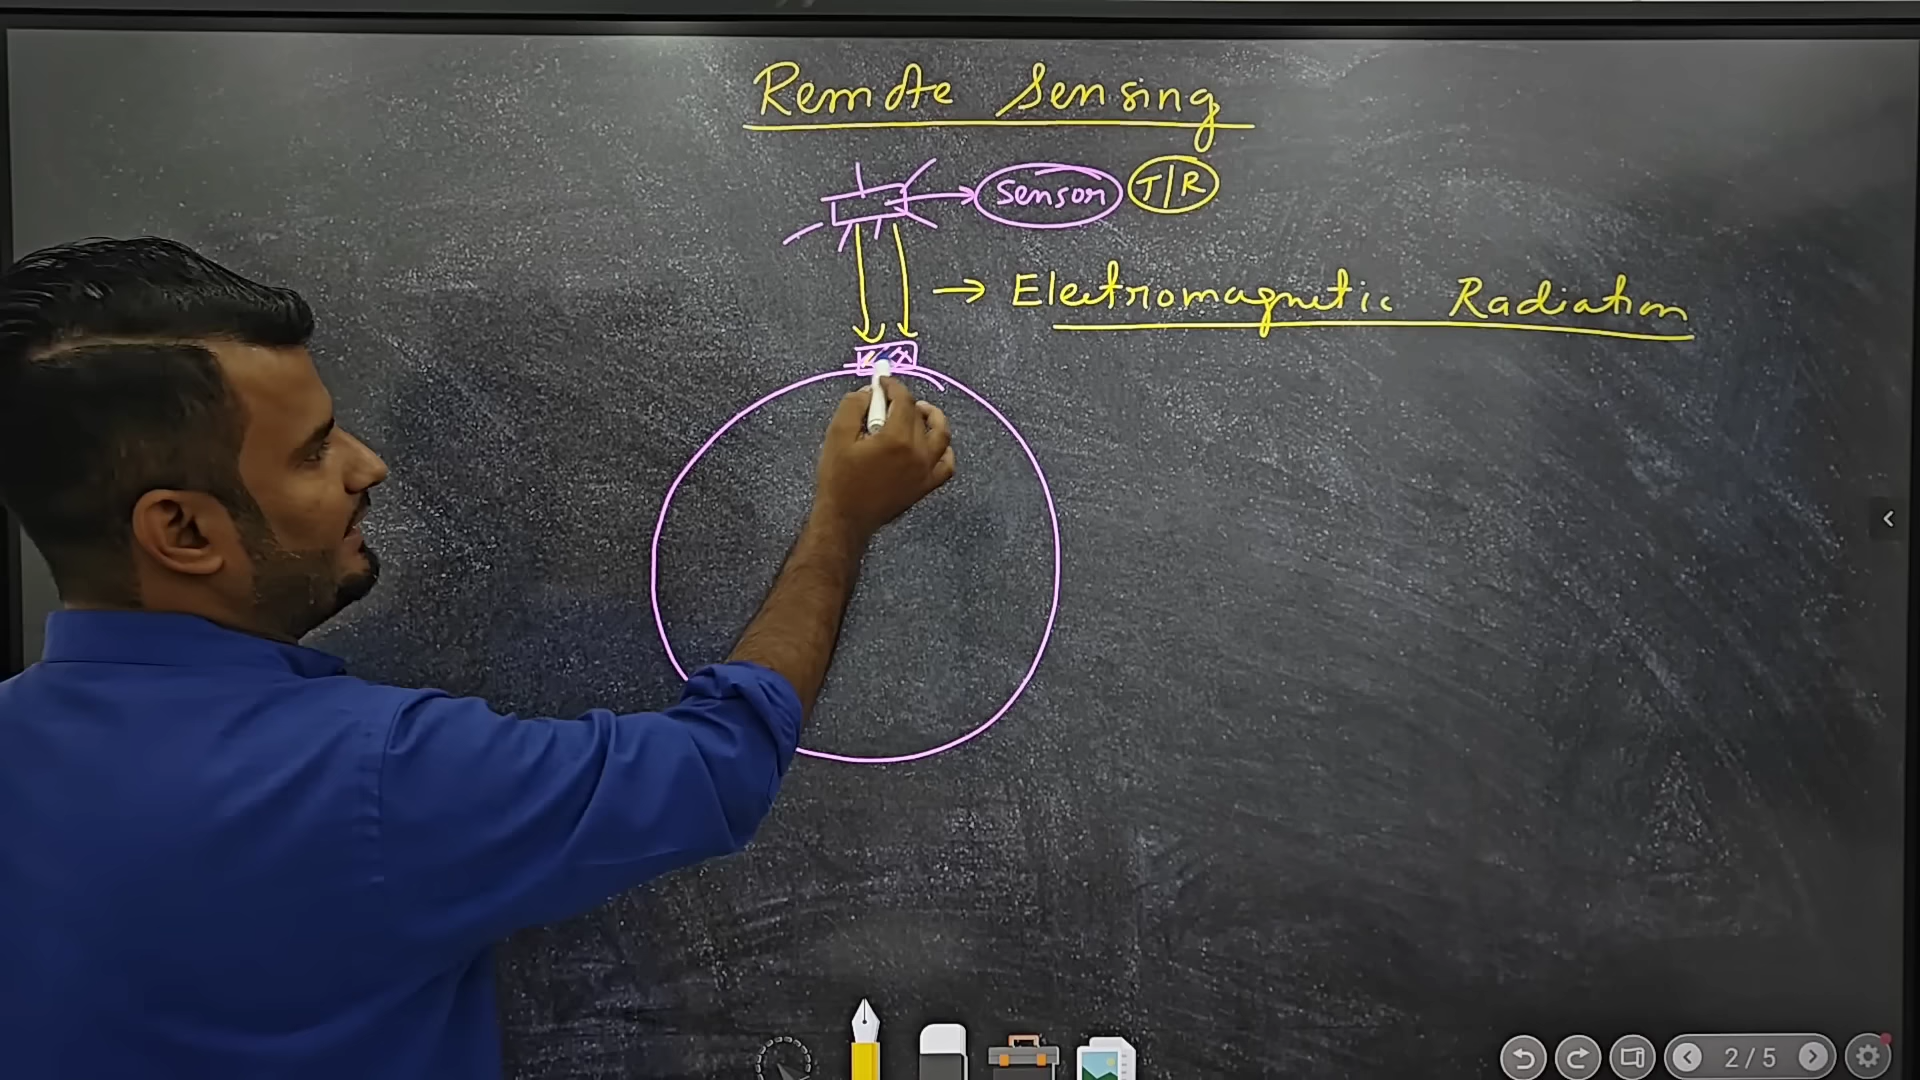 Remote Sensing
Sensor T/R
→ Electromagnetic Radiation
2/5